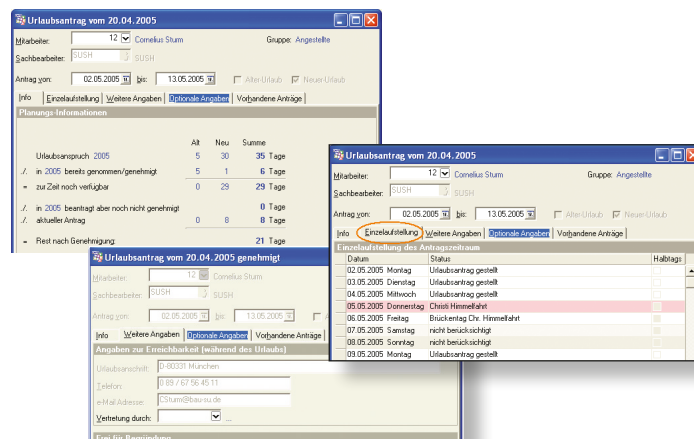 Urlaubsantrag vom 20.04.2005
Mitarbeiter: 12 Cornelius Sturm Gruppe: Angestellte
Sachbearbeiter: SUSH SUSH
Antrag von: 02.05.2005 bis: 13.05.2005 Alter-Urlaub Neuer-Urlaub
Info Einzelaufstellung Weitere Angaben Optionale Angaben Vorhandene Anträge
Planungs-Informationen
Alt Neu Summe
Urlaubsanspruch 2005 5 30 35 Tage
./. in 2005 bereits genommen/genehmigt 5 1 6 Tage
= zur Zeit noch verfügbar 0 29 29 Tage
./. in 2005 beantragt aber noch nicht genehmigt 0 Tage
./. aktueller Antrag 0 8 8 Tage
= Rest nach Genehmigung: 21 Tage
Urlaubsantrag vom 20.04.2005
Mitarbeiter: 12 Cornelius Sturm Gruppe: Angestellte
Sachbearbeiter: SUSH SUSH
Antrag von: 02.05.2005 bis: 13.05.2005 Alter-Urlaub Neuer-Urlaub
Info Einzelaufstellung Weitere Angaben Optionale Angaben Vorhandene Anträge
Einzelaufstellung des Antragszeitraum
Datum Status Halbtags
02.05.2005 Montag Urlaubsantrag gestellt
03.05.2005 Dienstag Urlaubsantrag gestellt
04.05.2005 Mittwoch Urlaubsantrag gestellt
05.05.2005 Donnerstag Christi Himmelfahrt
06.05.2005 Freitag Brückentag Chr. Himmelfahrt
07.05.2005 Samstag nicht berücksichtigt
08.05.2005 Sonntag nicht berücksichtigt
09.05.2005 Montag Urlaubsantrag gestellt
Urlaubsantrag vom 20.04.2005 genehmigt
Mitarbeiter: 12 Cornelius Sturm
Sachbearbeiter: SUSH SUSH
Antrag von: 02.05.2005 bis: 13.05.2005 A
Info Weitere Angaben Optionale Angaben Vorhandene Anträge
Angaben zur Erreichbarkeit (während des Urlaubs)
Urlaubsanschrift: D-80331 München
Telefon: 0 89 / 67 56 45 11
e-Mail-Adresse: CSturm@bau-su.de
Vertretung durch: ...
Frei für Begründung